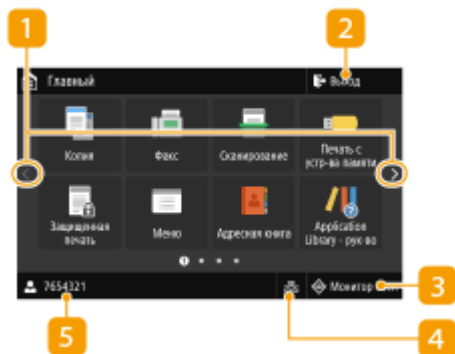 1
2
Главный
Выход
Копия
Факс
Сканирование
Печать с
устр-ва памяти
Защищенная
печать
Меню
Адресная книга
Application
Library - рук-во
1
7654321
Монитор
3
5
4